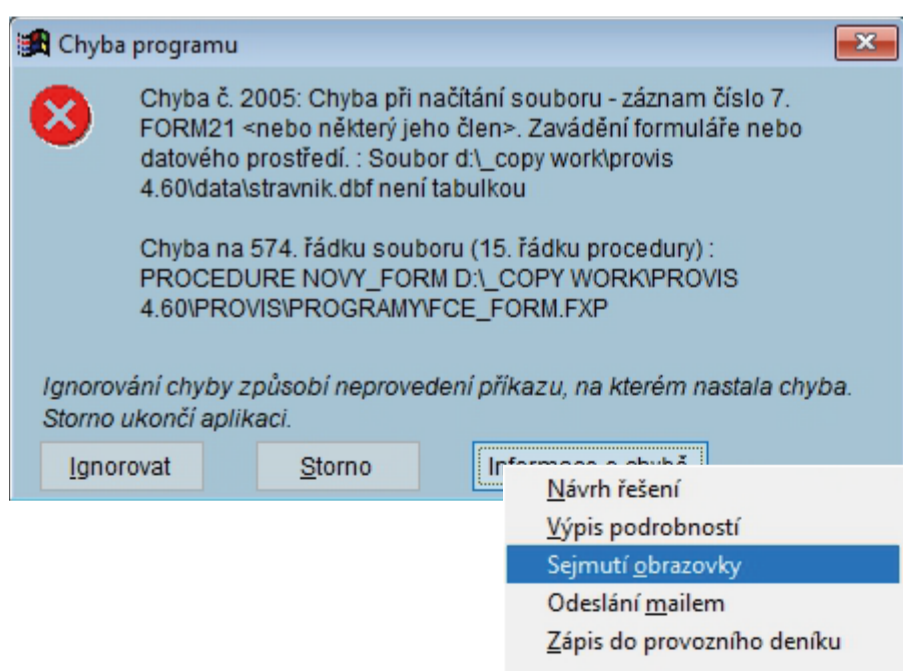 Chyba programu
Chyba č. 2005: Chyba při načítání souboru - záznam číslo 7.
FORM21 <nebo některý jeho člen>. Zavádění formuláře nebo
datového prostředí. : Soubor d:\_copy work\provis
4.60\data\stravnik.dbf není tabulkou
Chyba na 574. řádku souboru (15. řádku procedury) :
PROCEDURE NOVY_FORM D:\_COPY WORK\PROVIS
4.60\PROVIS\PROGRAMY\FCE_FORM.FXP
Ignorování chyby způsobí neprovedení příkazu, na kterém nastala chyba.
Storno ukončí aplikaci.
Ignorovat Storno Informace o chybě
Návrh řešení
Výpis podrobností
Sejmutí obrazovky
Odeslání mailem
Zápis do provozního deníku